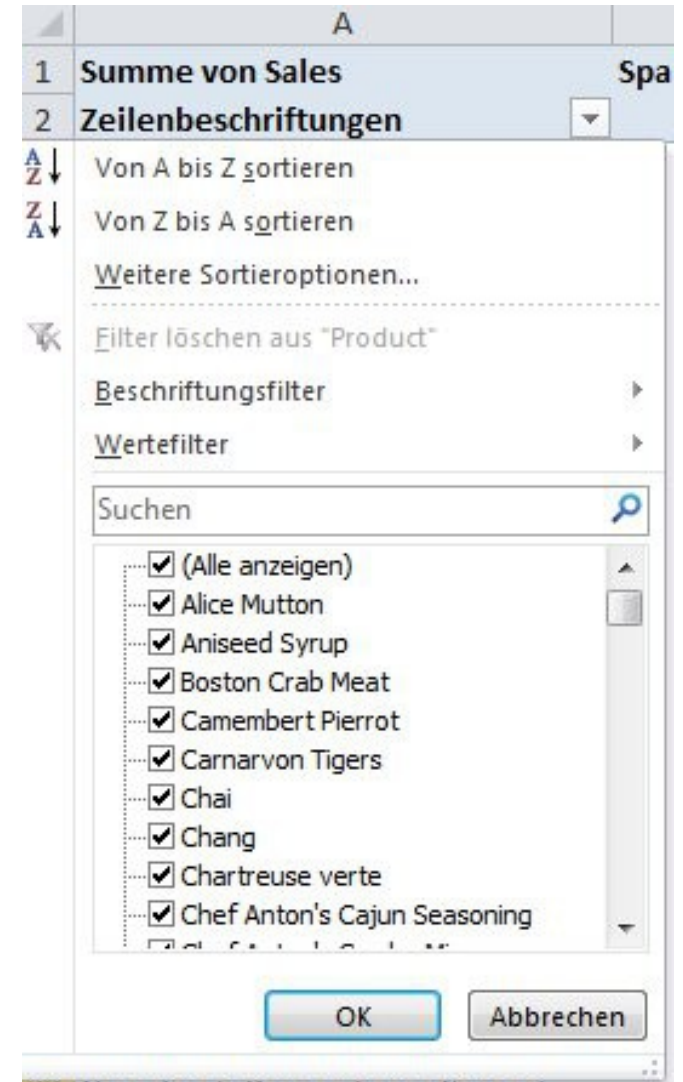 A
1 Summe von Sales Spa
2 Zeilenbeschriftungen
Von A bis Z sortieren
Von Z bis A sortieren
Weitere Sortieroptionen...
Filter löschen aus "Product"
Beschriftungsfilter
Wertefilter
Suchen
(Alle anzeigen)
Alice Mutton
Aniseed Syrup
Boston Crab Meat
Camembert Pierrot
Carnarvon Tigers
Chai
Chang
Chartreuse verte
Chef Anton's Cajun Seasoning
OK Abbrechen